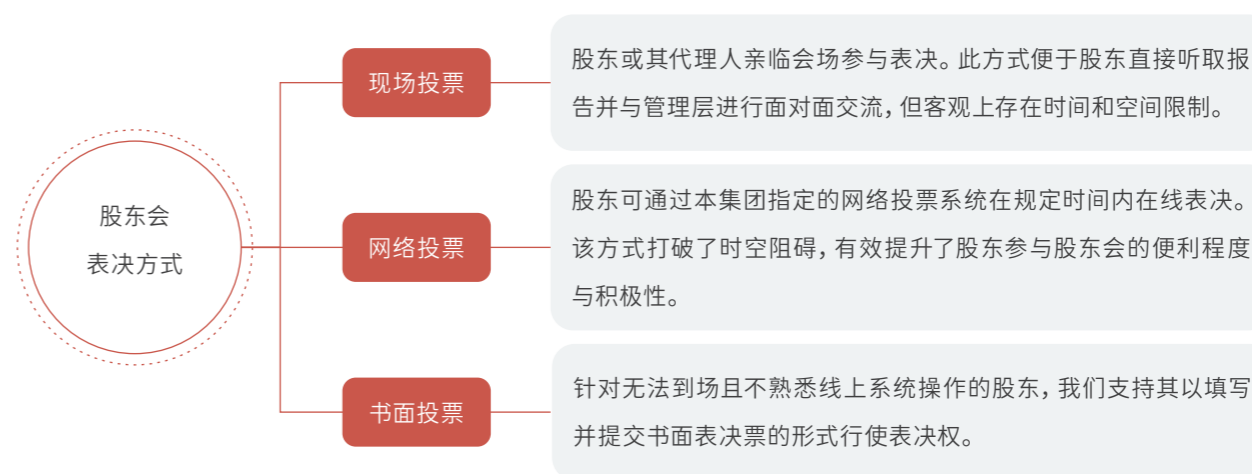 股东会
表决方式
现场投票
股东或其代理人亲临会场参与表决。此方式便于股东直接听取报
告并与管理层进行面对面交流，但客观上存在时间和空间限制。
网络投票
股东可通过本集团指定的网络投票系统在规定时间内在线表决。
该方式打破了时空阻碍，有效提升了股东参与股东会的便利程度
与积极性。
书面投票
针对无法到场且不熟悉线上系统操作的股东，我们支持其以填写
并提交书面表决票的形式行使表决权。